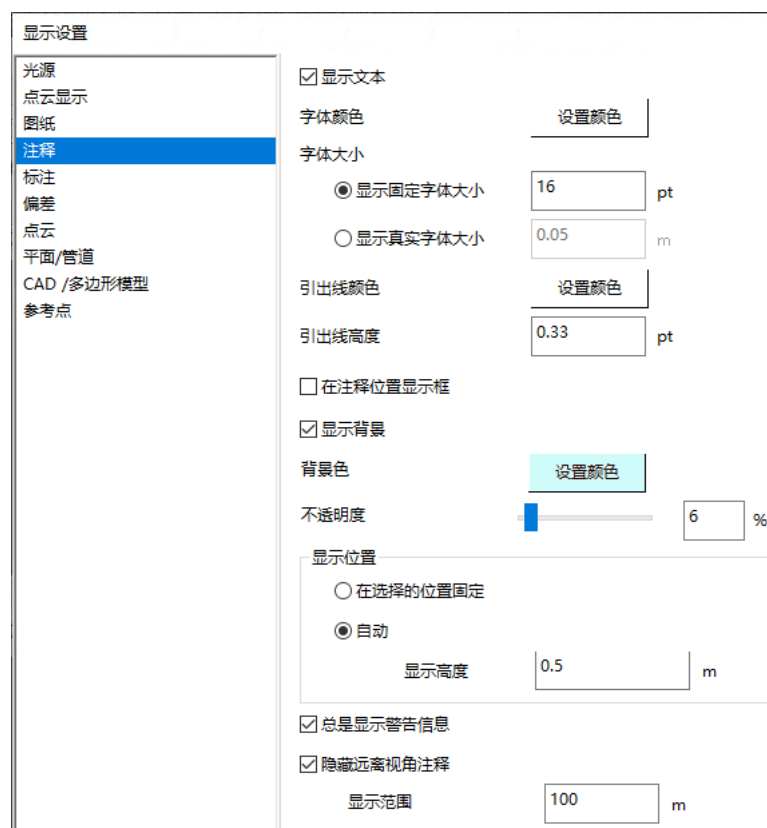 显示设置
光源
点云显示
图纸
注释
标注
偏差
点云
平面/管道
CAD /多边形模型
参考点
显示文本
字体颜色 设置颜色
字体大小
显示固定字体大小 16 pt
显示真实字体大小 0.05 m
引出线颜色 设置颜色
引出线高度 0.33 pt
在注释位置显示框
显示背景
背景色 设置颜色
不透明度 6 %
显示位置
在选择的位置固定
自动
显示高度 0.5 m
总是显示警告信息
隐藏远离视角注释
显示范围 100 m